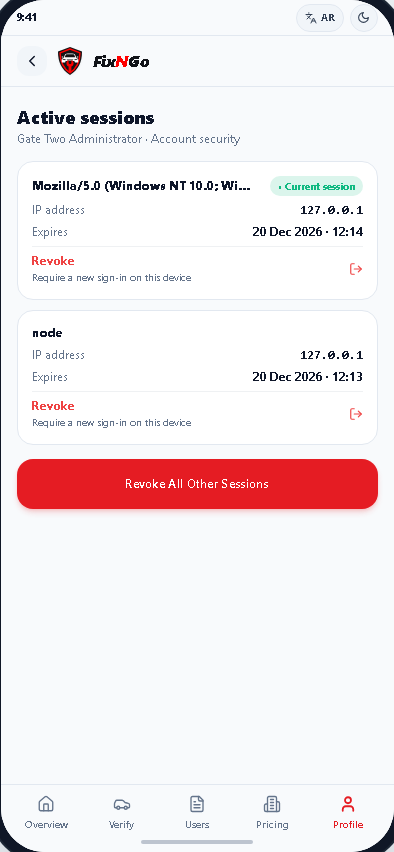 9:41
AR
FixNGo
Active sessions
Gate Two Administrator · Account security
Mozilla/5.0 (Windows NT 10.0; Wi...
• Current session
IP address
127.0.0.1
Expires
20 Dec 2026 · 12:14
Revoke
Require a new sign-in on this device
node
IP address
127.0.0.1
Expires
20 Dec 2026 · 12:13
Revoke
Require a new sign-in on this device
Revoke All Other Sessions
Overview
Verify
Users
Pricing
Profile